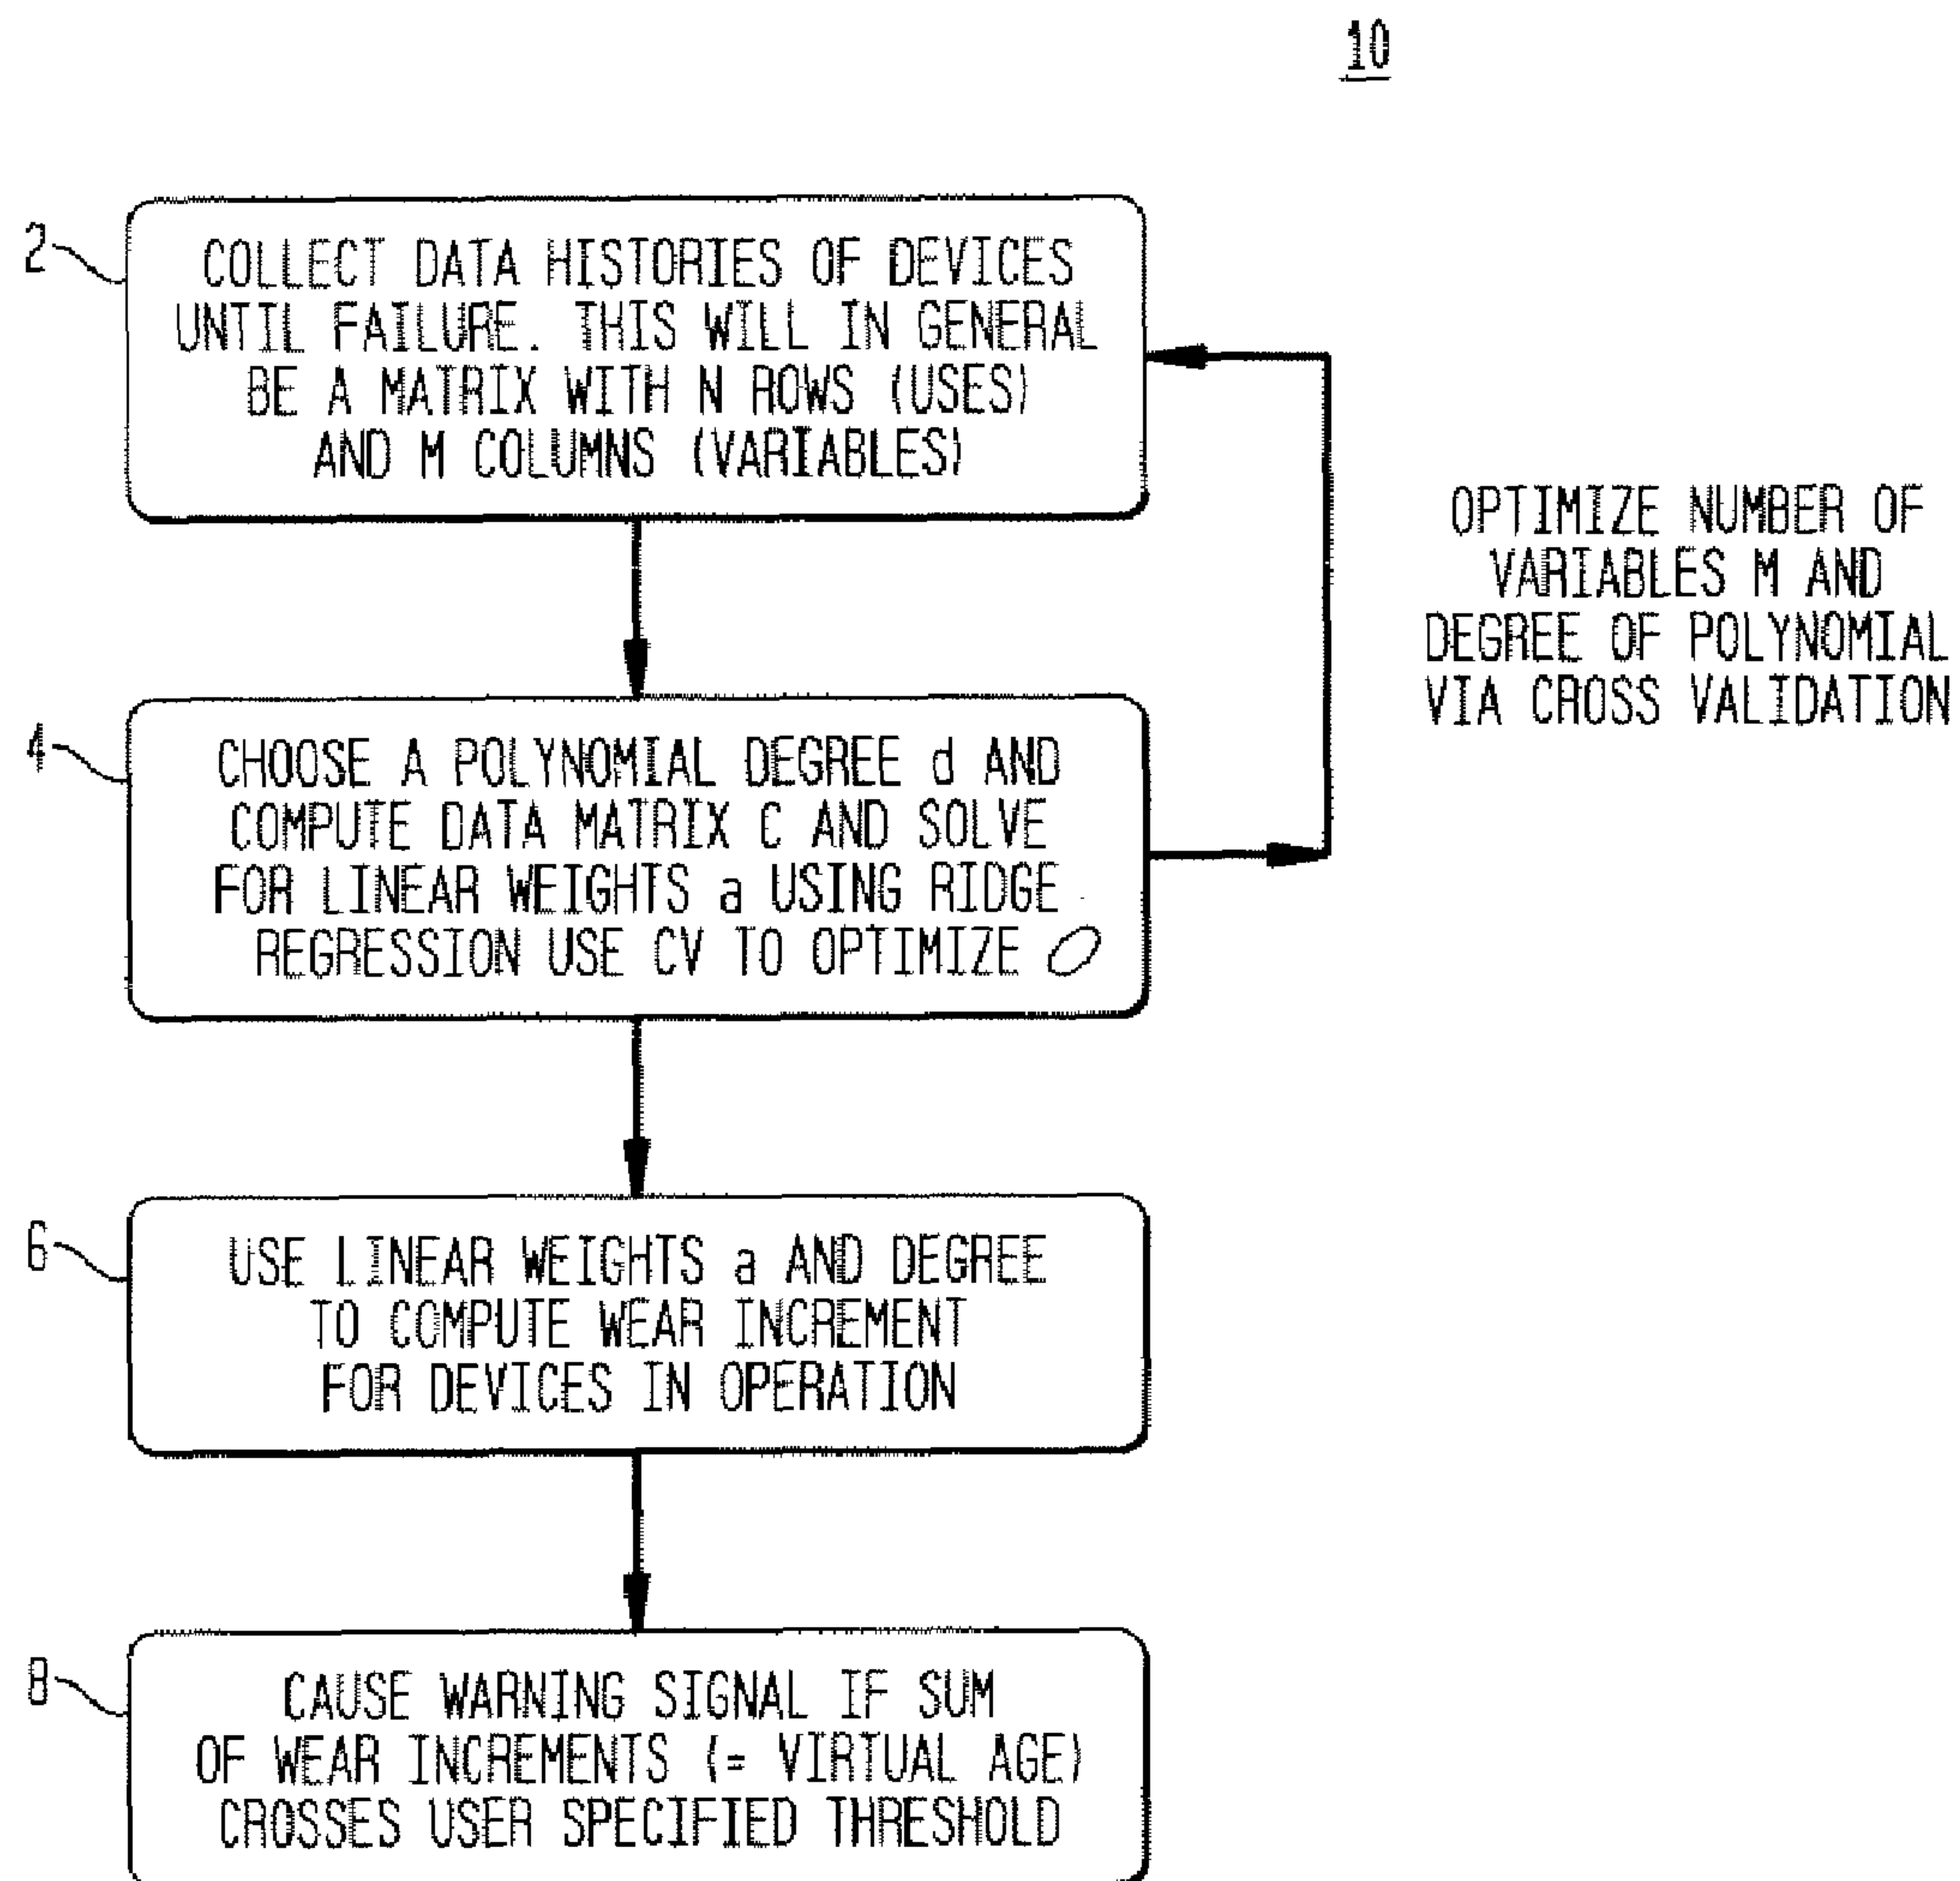 10
2
COLLECT DATA HISTORIES OF DEVICES
UNTIL FAILURE. THIS WILL IN GENERAL
BE A MATRIX WITH N ROWS (USES)
AND M COLUMNS (VARIABLES)
OPTIMIZE NUMBER OF
VARIABLES M AND
DEGREE OF POLYNOMIAL
VIA CROSS VALIDATION
4
CHOOSE A POLYNOMIAL DEGREE d AND
COMPUTE DATA MATRIX C AND SOLVE
FOR LINEAR WEIGHTS a USING RIDGE
REGRESSION USE CV TO OPTIMIZE
6
USE LINEAR WEIGHTS a AND DEGREE
TO COMPUTE WEAR INCREMENT
FOR DEVICES IN OPERATION
8
CAUSE WARNING SIGNAL IF SUM
OF WEAR INCREMENTS (= VIRTUAL AGE)
CROSSES USER SPECIFIED THRESHOLD